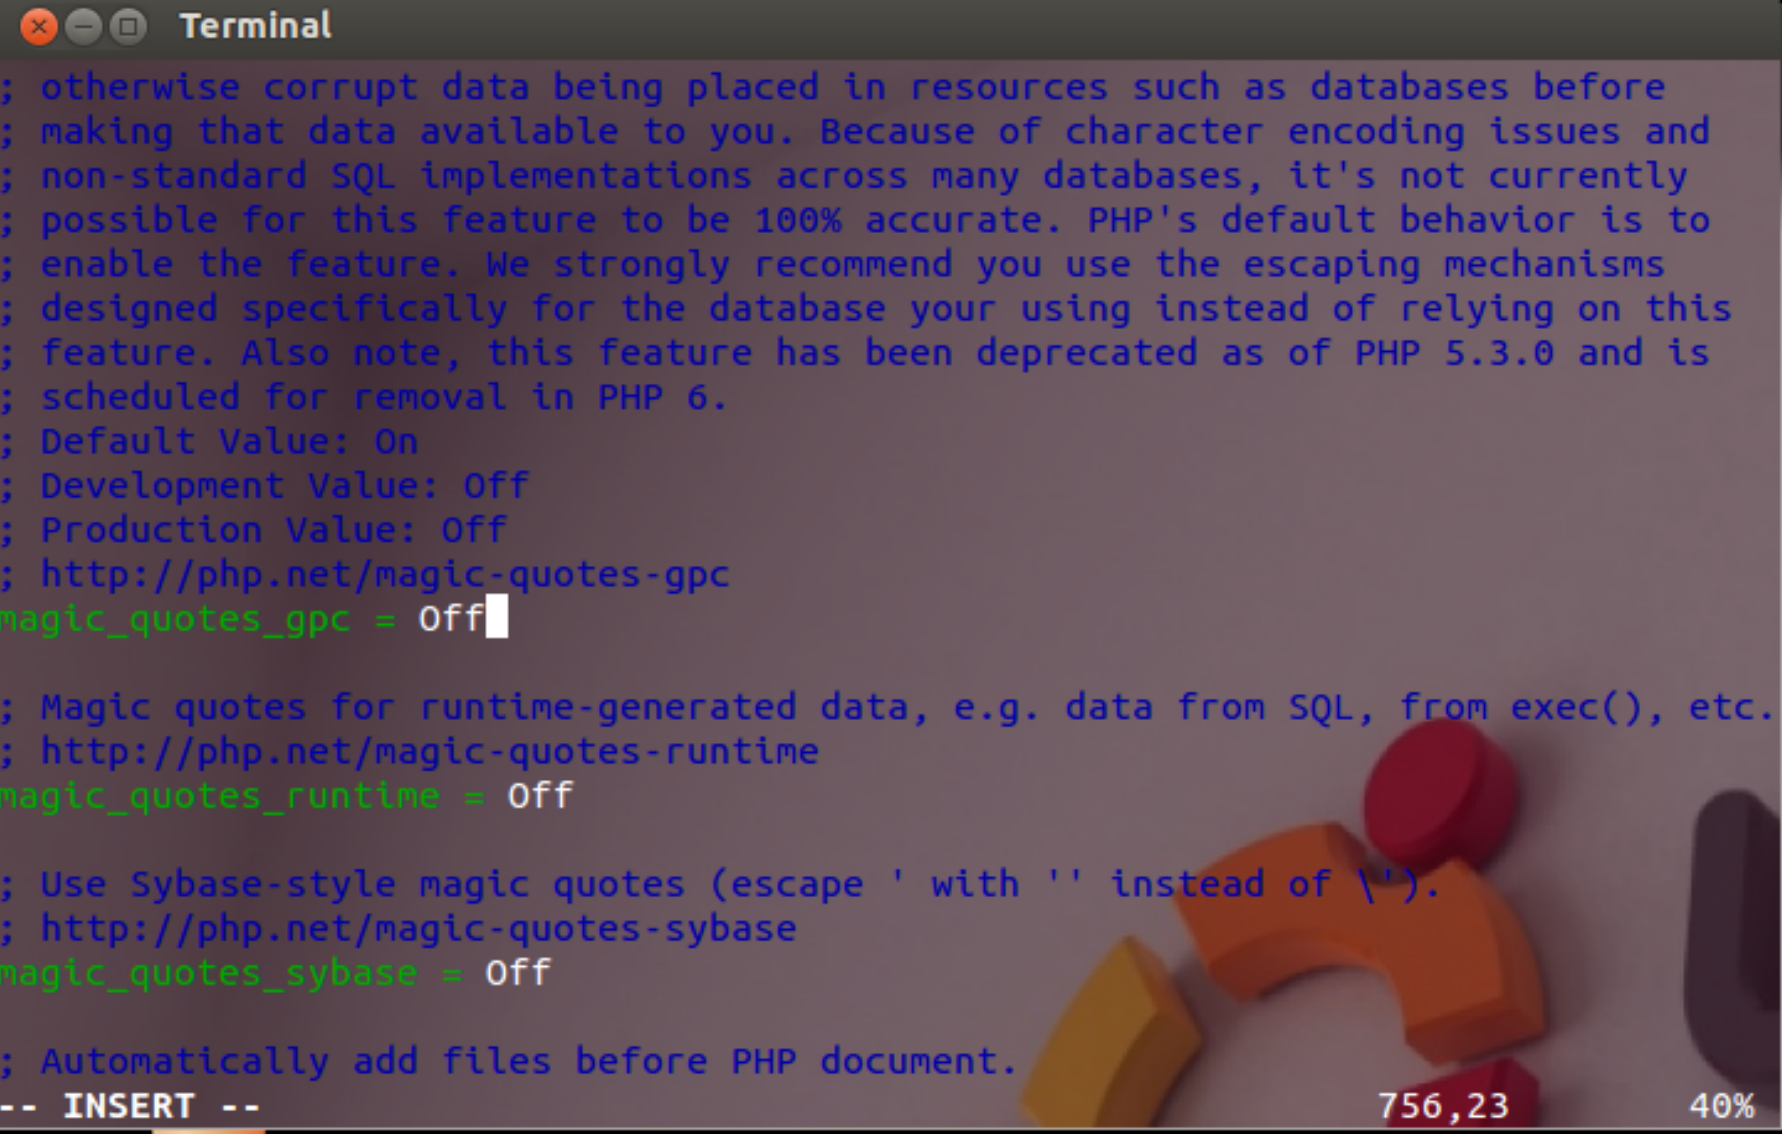 Terminal
; otherwise corrupt data being placed in resources such as databases before
; making that data available to you. Because of character encoding issues and
; non-standard SQL implementations across many databases, it's not currently
; possible for this feature to be 100% accurate. PHP's default behavior is to
; enable the feature. We strongly recommend you use the escaping mechanisms
; designed specifically for the database your using instead of relying on this
; feature. Also note, this feature has been deprecated as of PHP 5.3.0 and is
; scheduled for removal in PHP 6.
; Default Value: On
; Development Value: Off
; Production Value: Off
; http://php.net/magic-quotes-gpc
magic_quotes_gpc = Off
; Magic quotes for runtime-generated data, e.g. data from SQL, from exec(), etc.
; http://php.net/magic-quotes-runtime
magic_quotes_runtime = Off
; Use Sybase-style magic quotes (escape ' with '' instead of \').
; http://php.net/magic-quotes-sybase
magic_quotes_sybase = Off
; Automatically add files before PHP document.
-- INSERT -- 756,23 40%